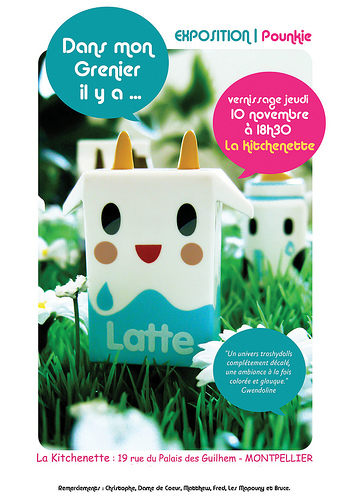 EXPOSITION | Pounkie
Dans mon
Grenier
il y a ...
vernissage jeudi
10 novembre
à 18h30
La Kitchenette
Latte
"Un univers trashydolls
complétement décalé,
une ambiance à la fois
colorée et glauque."
Gwendoline
La Kitchenette : 19 rue du Palais des Guilhem - MONTPELLIER
Remerciements : Christophe, Dame de Coeur, Matthew, Fred, Les Mapouny et Bruce.